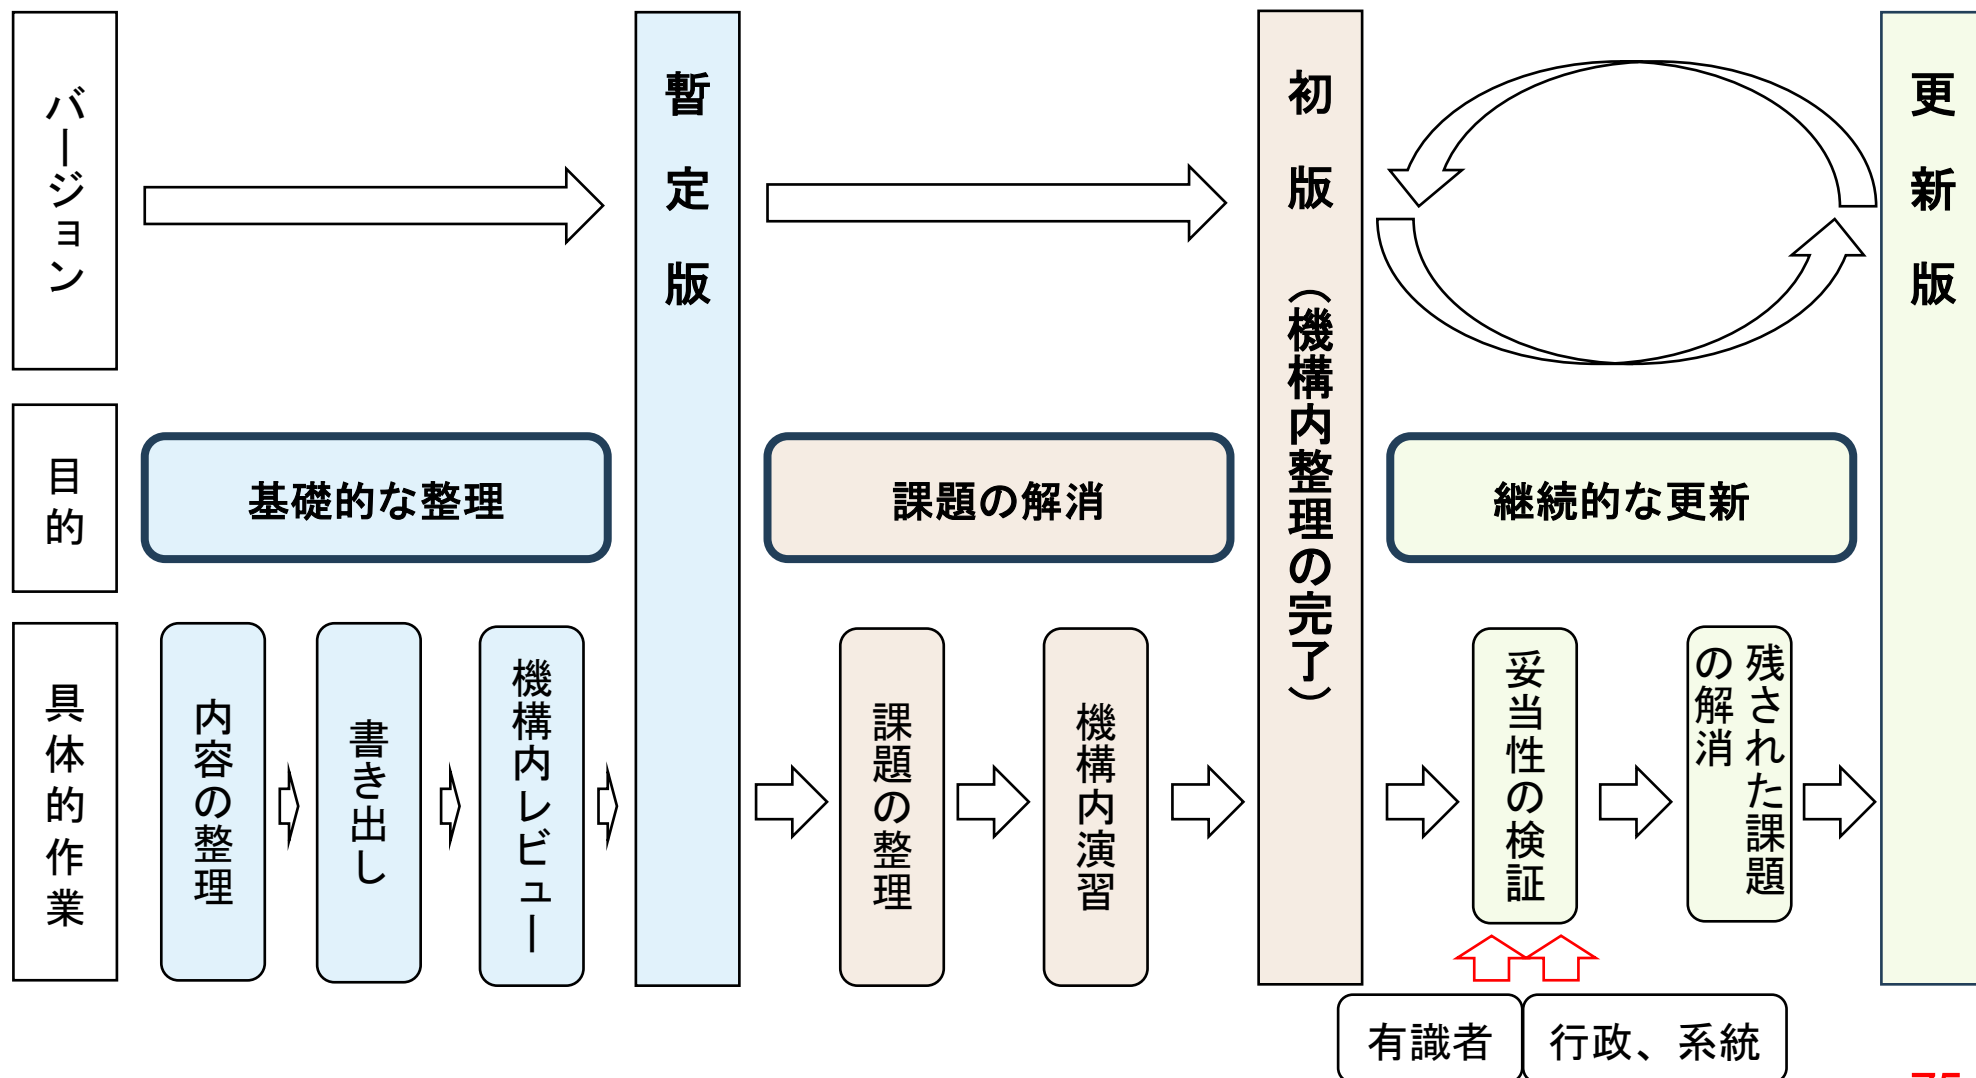 バージョン
暫定版
初版（機構内整理の完了）
更新版
目的
基礎的な整理
課題の解消
継続的な更新
具体的作業
内容の整理
書き出し
機構内レビュー
課題の整理
機構内演習
妥当性の検証
残された課題
の解消
有識者
行政、系統